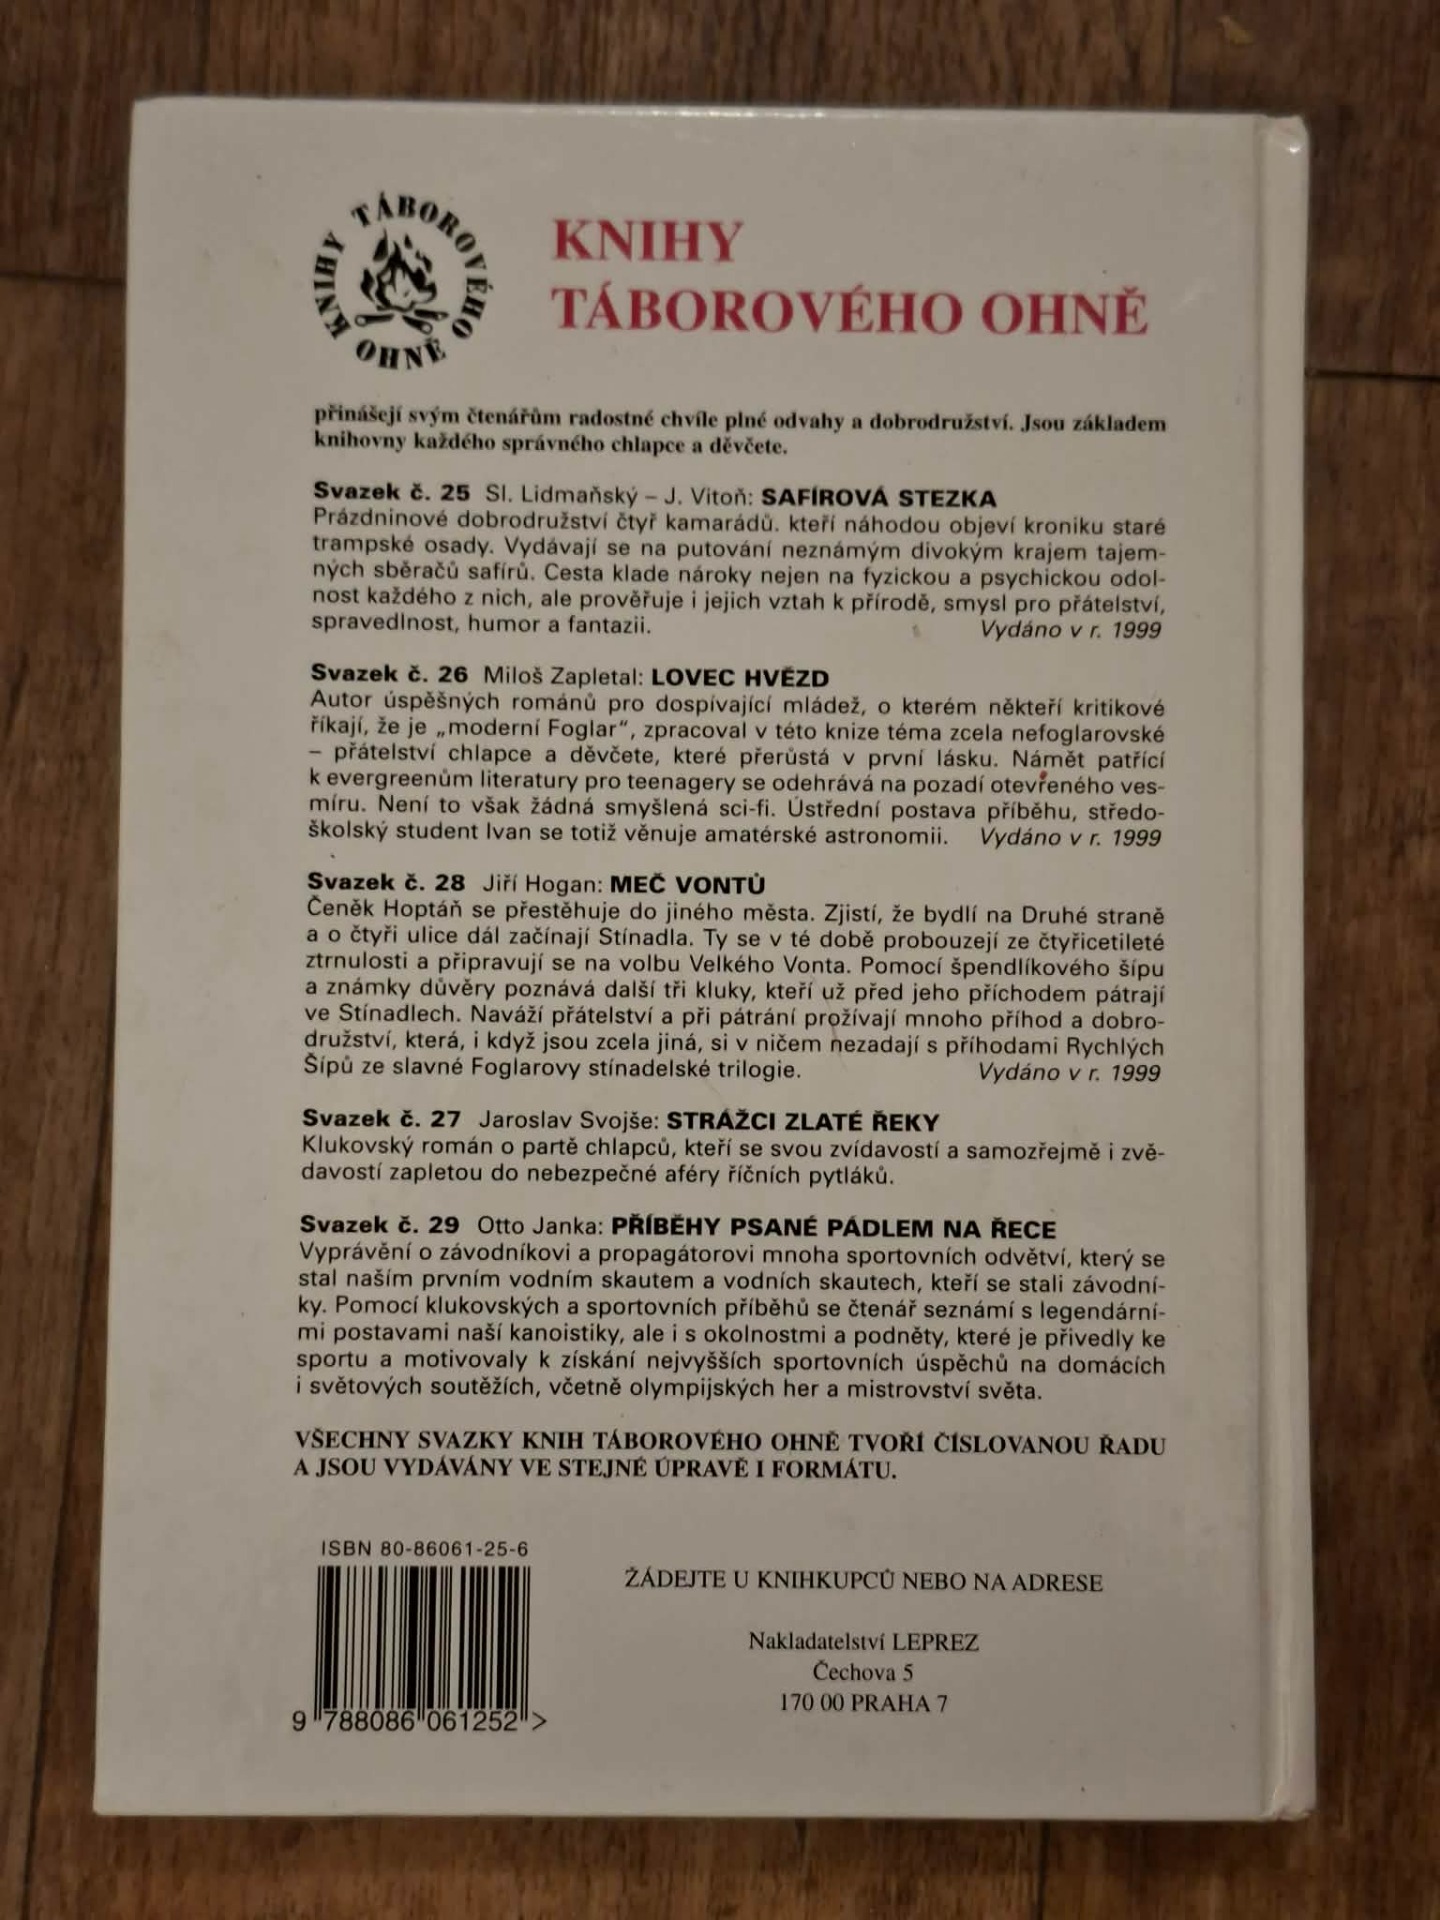 KNIHY TÁBOROVÉHO OHNĚ
KNIHY
TÁBOROVÉHO OHNĚ
přinášejí svým čtenářům radostné chvíle plné odvahy a dobrodružství. Jsou základem
knihovny každého správného chlapce a děvčete.
Svazek č. 25 Sl. Lidmaňský – J. Vitoň: SAFÍROVÁ STEZKA
Prázdninové dobrodružství čtyř kamarádů. kteří náhodou objeví kroniku staré
trampské osady. Vydávají se na putování neznámým divokým krajem tajem-
ných sběračů safírů. Cesta klade nároky nejen na fyzickou a psychickou odol-
nost každého z nich, ale prověřuje i jejich vztah k přírodě, smysl pro přátelství,
spravedlnost, humor a fantazii. Vydáno v r. 1999
Svazek č. 26 Miloš Zapletal: LOVEC HVĚZD
Autor úspěšných románů pro dospívající mládež, o kterém někteří kritikové
říkají, že je „moderní Foglar“, zpracoval v této knize téma zcela nefoglarovské
– přátelství chlapce a děvčete, které přerůstá v první lásku. Námět patřící
k evergreenům literatury pro teenagery se odehrává na pozadí otevřeného ves-
míru. Není to však žádná smyšlená sci-fi. Ústřední postava příběhu, středo-
školský student Ivan se totiž věnuje amatérské astronomii. Vydáno v r. 1999
Svazek č. 28 Jiří Hogan: MEČ VONTŮ
Čeněk Hoptáň se přestěhuje do jiného města. Zjistí, že bydlí na Druhé straně
a o čtyři ulice dál začínají Stínadla. Ty se v té době probouzejí ze čtyřicetileté
ztrnulosti a připravují se na volbu Velkého Vonta. Pomocí špendlíkového šípu
a známky důvěry poznává další tři kluky, kteří už před jeho příchodem pátrají
ve Stínadlech. Naváží přátelství a při pátrání prožívají mnoho příhod a dobro-
družství, která, i když jsou zcela jiná, si v ničem nezadají s příhodami Rychlých
Šípů ze slavné Foglarovy stínadelské trilogie. Vydáno v r. 1999
Svazek č. 27 Jaroslav Svojše: STRÁŽCI ZLATÉ ŘEKY
Klukovský román o partě chlapců, kteří se svou zvídavostí a samozřejmě i zvě-
davostí zapletou do nebezpečné aféry říčních pytláků.
Svazek č. 29 Otto Janka: PŘÍBĚHY PSANÉ PÁDLEM NA ŘECE
Vyprávění o závodníkovi a propagátorovi mnoha sportovních odvětví, který se
stal naším prvním vodním skautem a vodních skautech, kteří se stali závodní-
ky. Pomocí klukovských a sportovních příběhů se čtenář seznámí s legendární-
mi postavami naší kanoistiky, ale i s okolnostmi a podněty, které je přivedly ke
sportu a motivovaly k získání nejvyšších sportovních úspěchů na domácích
i světových soutěžích, včetně olympijských her a mistrovství světa.
VŠECHNY SVAZKY KNIH TÁBOROVÉHO OHNĚ TVOŘÍ ČÍSLOVANOU ŘADU
A JSOU VYDÁVÁNY VE STEJNÉ ÚPRAVĚ I FORMÁTU.
ISBN 80-86061-25-6
9 788086 061252 >
ŽÁDEJTE U KNIHKUPCŮ NEBO NA ADRESE
Nakladatelství LEPREZ
Čechova 5
170 00 PRAHA 7